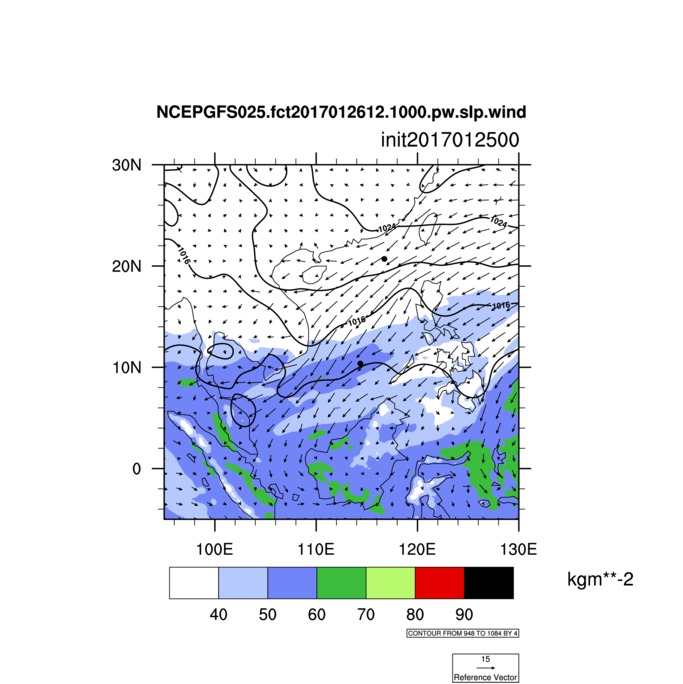 NCEPGFS025.fct2017012612.1000.pw.slp.wind
init2017012500
30N
20N
10N
0
1024
1024
1016
1016
1016
100E 110E 120E 130E
kgm**-2
40 50 60 70 80 90
CONTOUR FROM 948 TO 1084 BY 4
15
Reference Vector